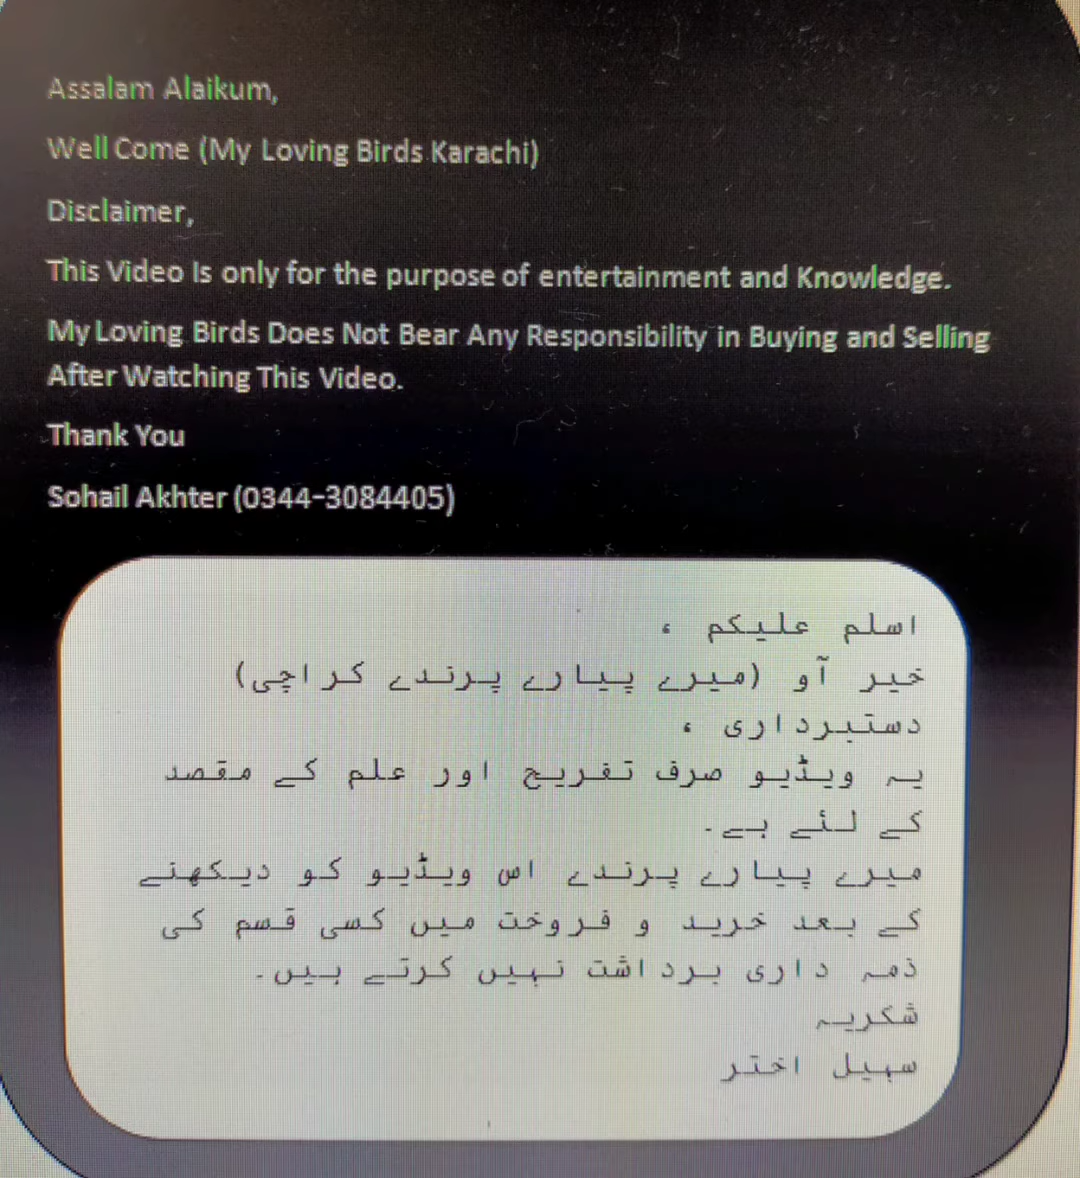 Assalam Alaikum,
Well Come (My Loving Birds Karachi)
Disclaimer,
This Video Is only for the purpose of entertainment and Knowledge.
My Loving Birds Does Not Bear Any Responsibility in Buying and Selling
After Watching This Video.
Thank You
Sohail Akhter (0344-3084405)
اسلم علیکم ،
خیر آو (میرے پیارے پرندے کراچی)
دستبرداری ،
یہ ویڈیو صرف تفریح اور علم کے مقصد
کے لئے ہے۔
میرے پیارے پرندے اس ویڈیو کو دیکھنے
کے بعد خرید و فروخت میں کسی قسم کی
ذمہ داری برداشت نہیں کرتے ہیں۔
شکریہ
سہیل اختر